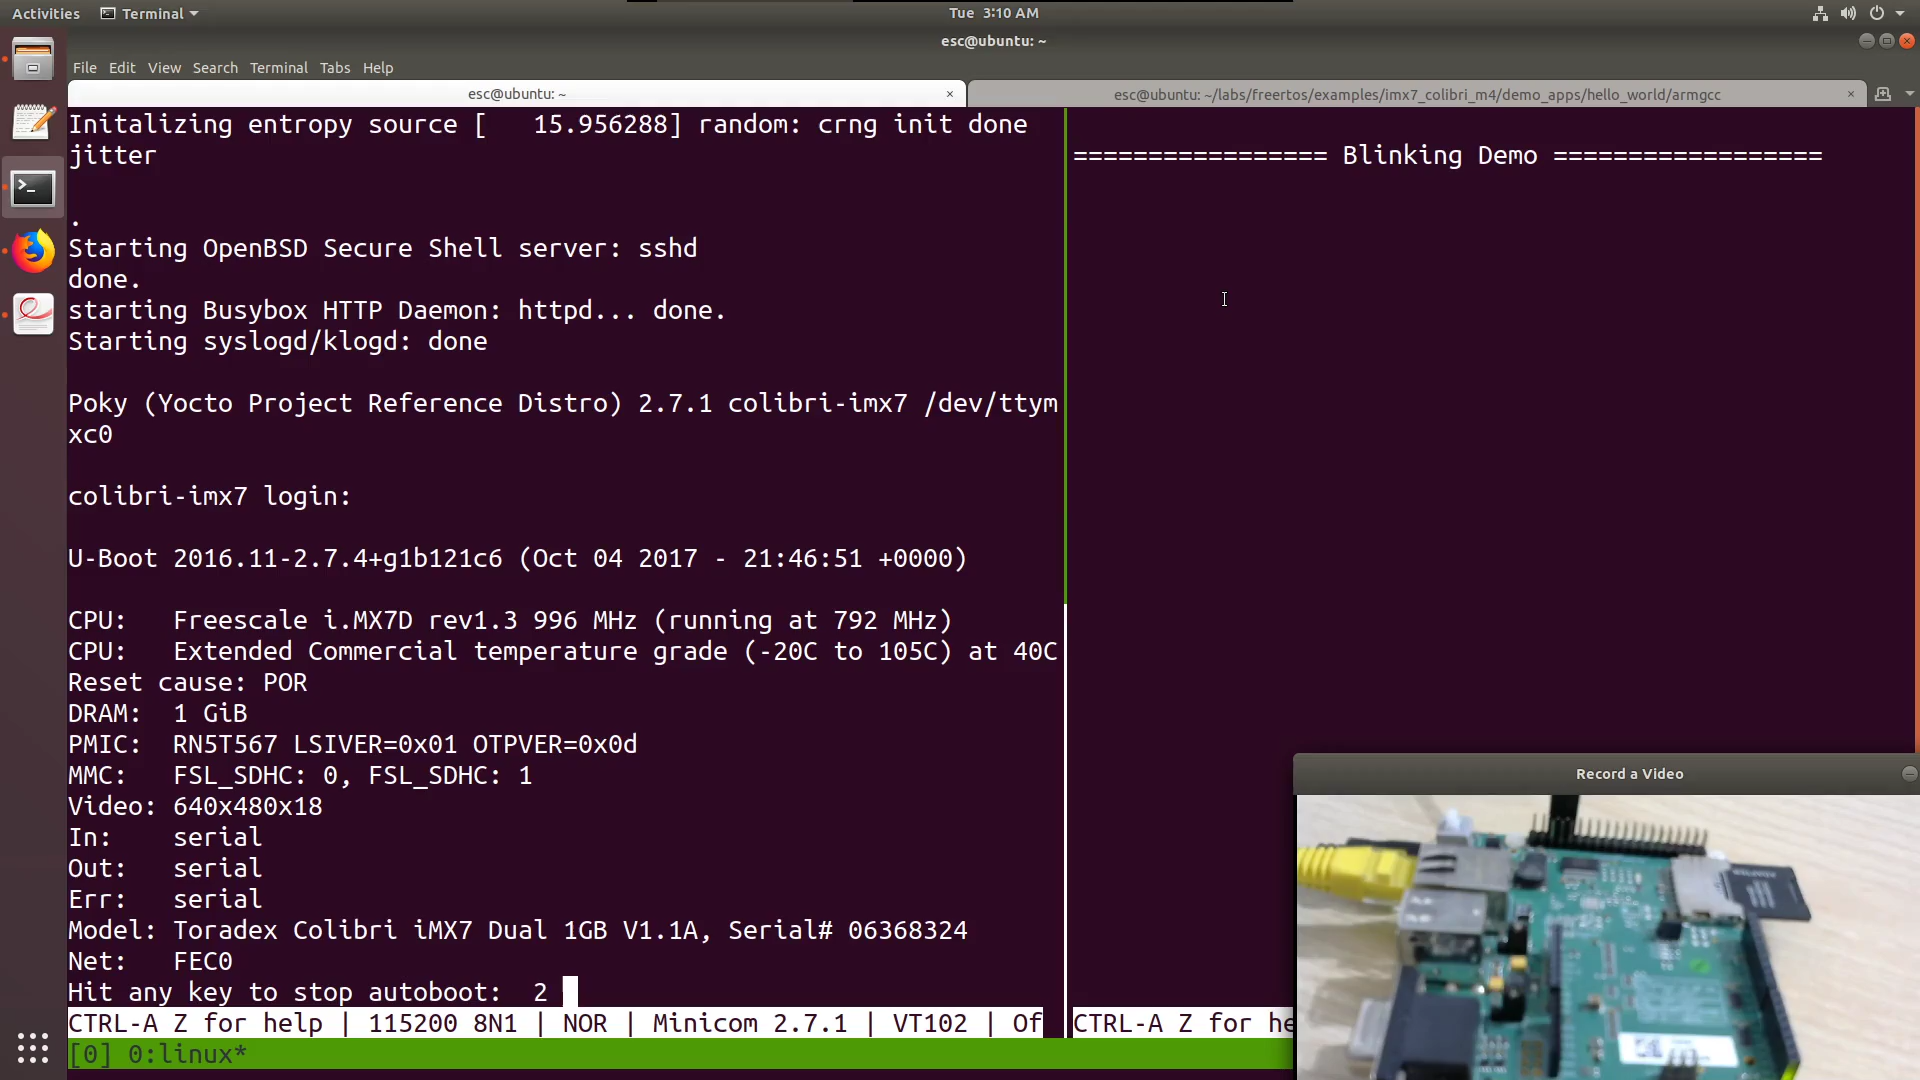 Activities Terminal Tue 3:10 AM
esc@ubuntu: ~
File Edit View Search Terminal Tabs Help
esc@ubuntu: ~ × esc@ubuntu: ~/labs/freertos/examples/imx7_colibri_m4/demo_apps/hello_world/armgcc ×
Initalizing entropy source [   15.956288] random: crng init done
jitter
.
Starting OpenBSD Secure Shell server: sshd
done.
starting Busybox HTTP Daemon: httpd... done.
Starting syslogd/klogd: done
Poky (Yocto Project Reference Distro) 2.7.1 colibri-imx7 /dev/ttym
xc0
colibri-imx7 login:
U-Boot 2016.11-2.7.4+g1b121c6 (Oct 04 2017 - 21:46:51 +0000)
CPU:   Freescale i.MX7D rev1.3 996 MHz (running at 792 MHz)
CPU:   Extended Commercial temperature grade (-20C to 105C) at 40C
Reset cause: POR
DRAM:  1 GiB
PMIC:  RN5T567 LSIVER=0x01 OTPVER=0x0d
MMC:   FSL_SDHC: 0, FSL_SDHC: 1
Video: 640x480x18
In:    serial
Out:   serial
Err:   serial
Model: Toradex Colibri iMX7 Dual 1GB V1.1A, Serial# 06368324
Net:   FEC0
Hit any key to stop autoboot:  2
CTRL-A Z for help | 115200 8N1 | NOR | Minicom 2.7.1 | VT102 | Of
[0] 0:linux*
================= Blinking Demo ==================
CTRL-A Z for he
Record a Video